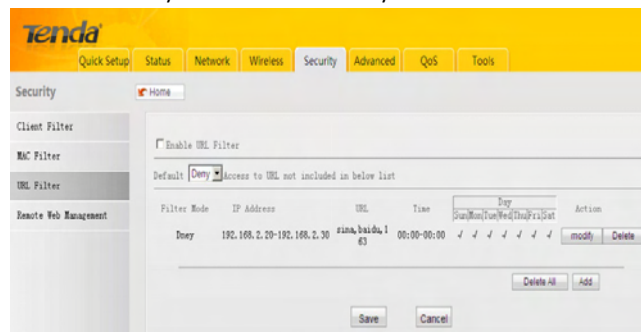 Tenda
Quick Setup Status Network Wireless Security Advanced QoS Tools
Security Home
Client Filter
MAC Filter
URL Filter
Remote Web Management
Enable URL Filter
Default Deny Access to URL not included in below list
Filter Mode IP Address URL Time Day Action
Sun Mon Tue Wed Thu Fri Sat
Dney 192.168.2.20-192.168.2.30 sina,baidu,1 00:00-00:00 √ √ √ √ √ √ √ modify Delete
63
Delete All Add
Save Cancel